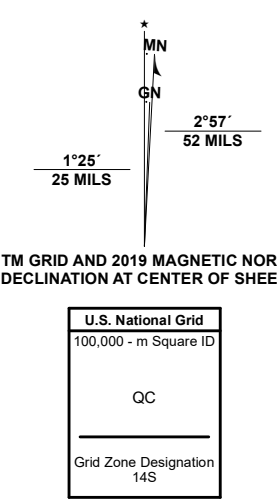 ★
MN
GN
2°57´
52 MILS
1°25´
25 MILS
TM GRID AND 2019 MAGNETIC NOR
DECLINATION AT CENTER OF SHEE
U.S. National Grid
100,000 - m Square ID
QC
Grid Zone Designation
14S